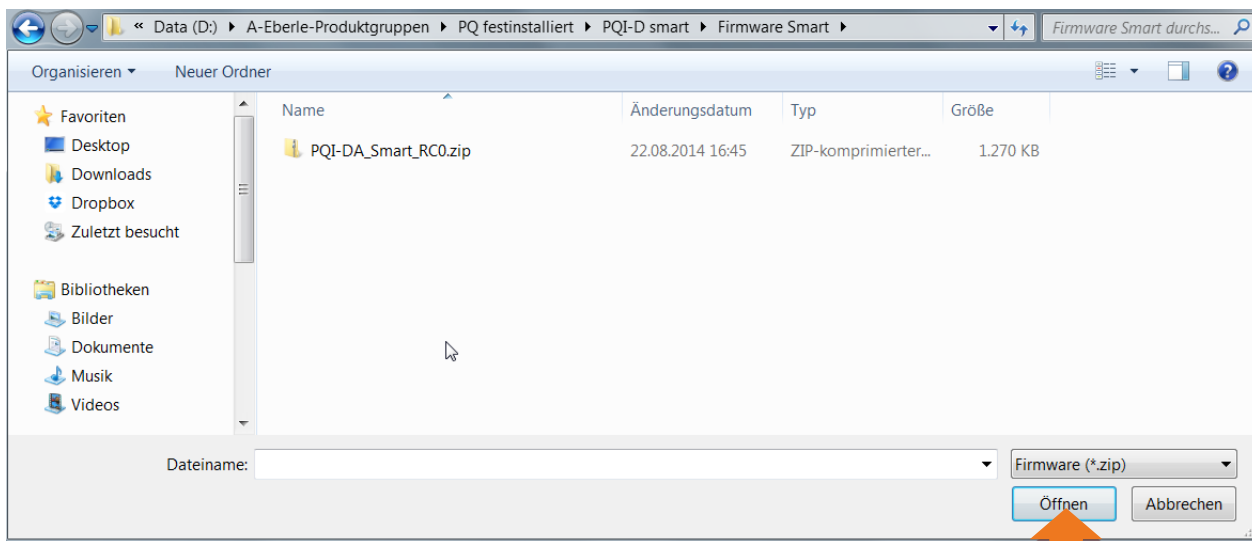 « Data (D:) ▸ A-Eberle-Produktgruppen ▸ PQ festinstalliert ▸ PQI-D smart ▸ Firmware Smart ▸ Firmware Smart durchs...
Organisieren Neuer Ordner
Name Änderungsdatum Typ Größe
PQI-DA_Smart_RC0.zip 22.08.2014 16:45 ZIP-komprimierter... 1.270 KB
Favoriten
Desktop
Downloads
Dropbox
Zuletzt besucht
Bibliotheken
Bilder
Dokumente
Musik
Videos
Dateiname: Firmware (*.zip)
Öffnen Abbrechen